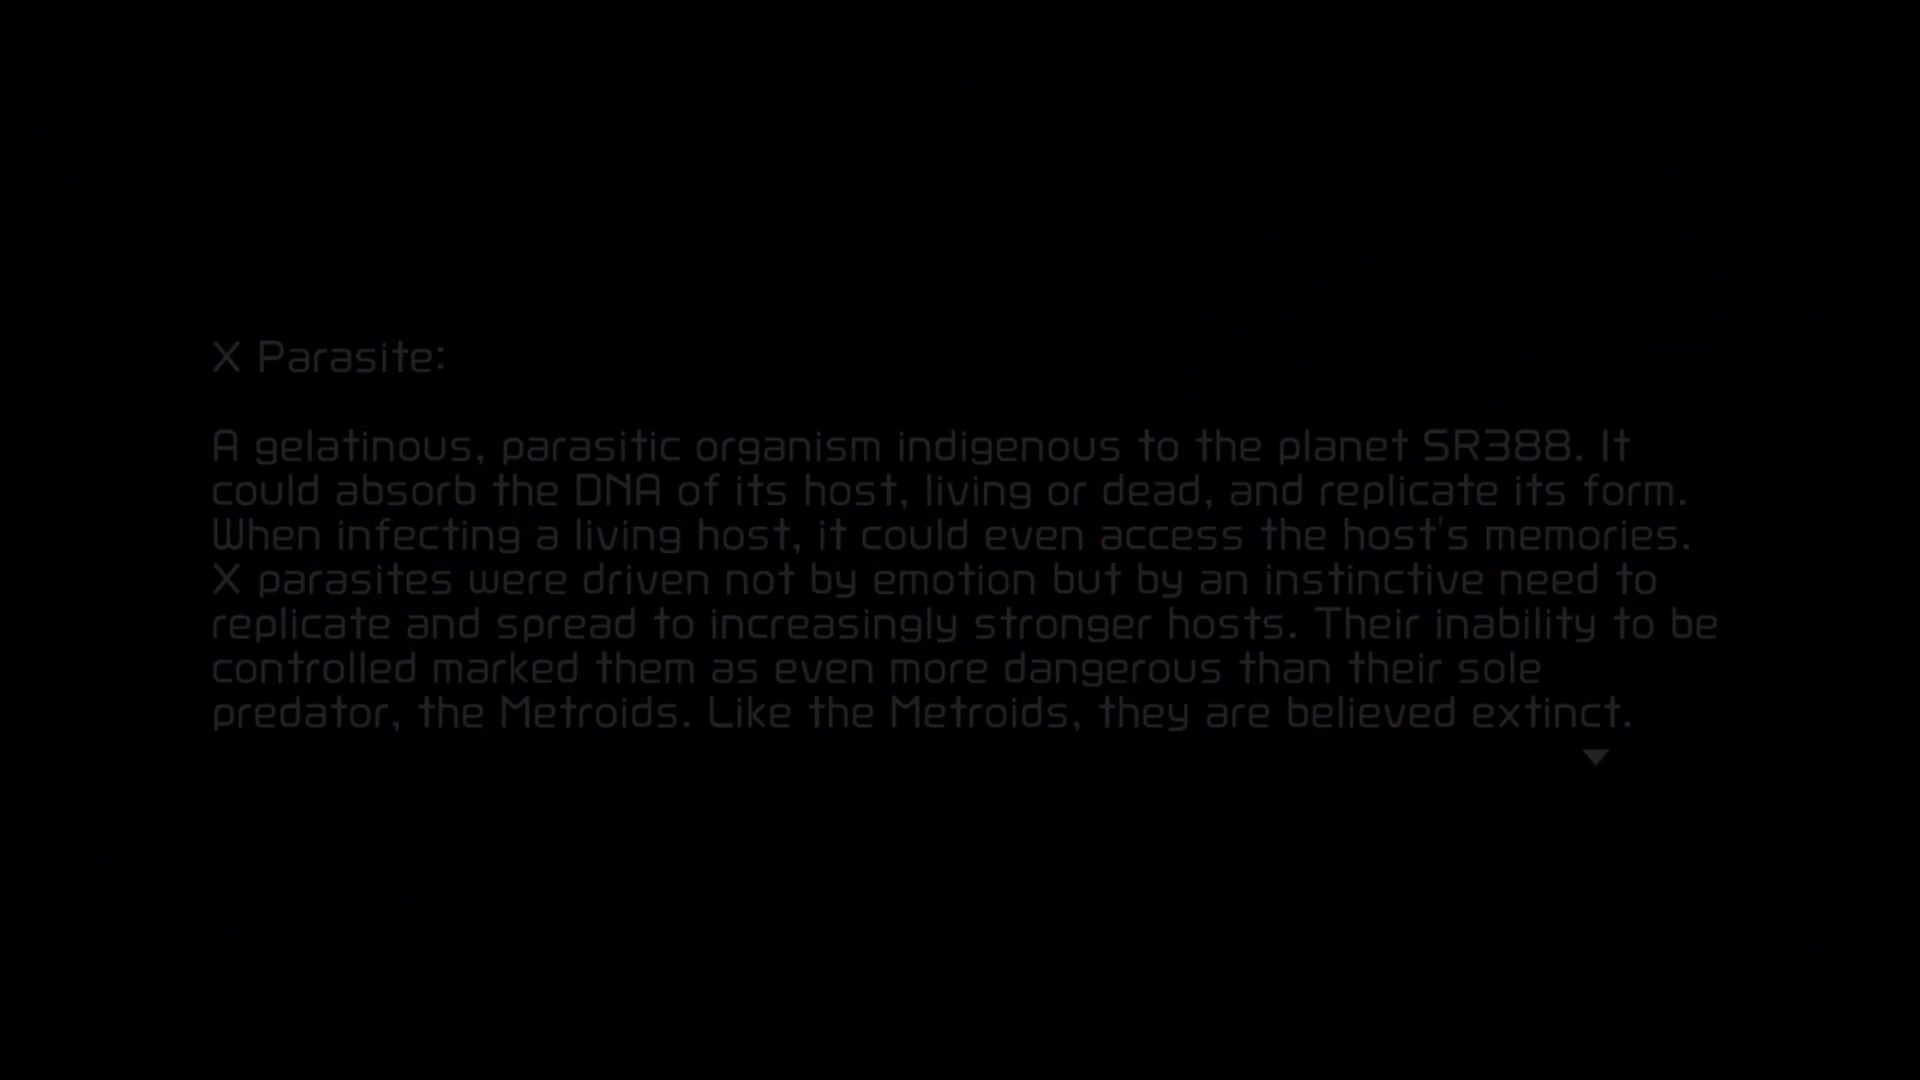 X Parasite:
A gelatinous, parasitic organism indigenous to the planet SR388. It
could absorb the DNA of its host, living or dead, and replicate its form.
When infecting a living host, it could even access the host's memories.
X parasites were driven not by emotion but by an instinctive need to
replicate and spread to increasingly stronger hosts. Their inability to be
controlled marked them as even more dangerous than their sole
predator, the Metroids. Like the Metroids, they are believed extinct.